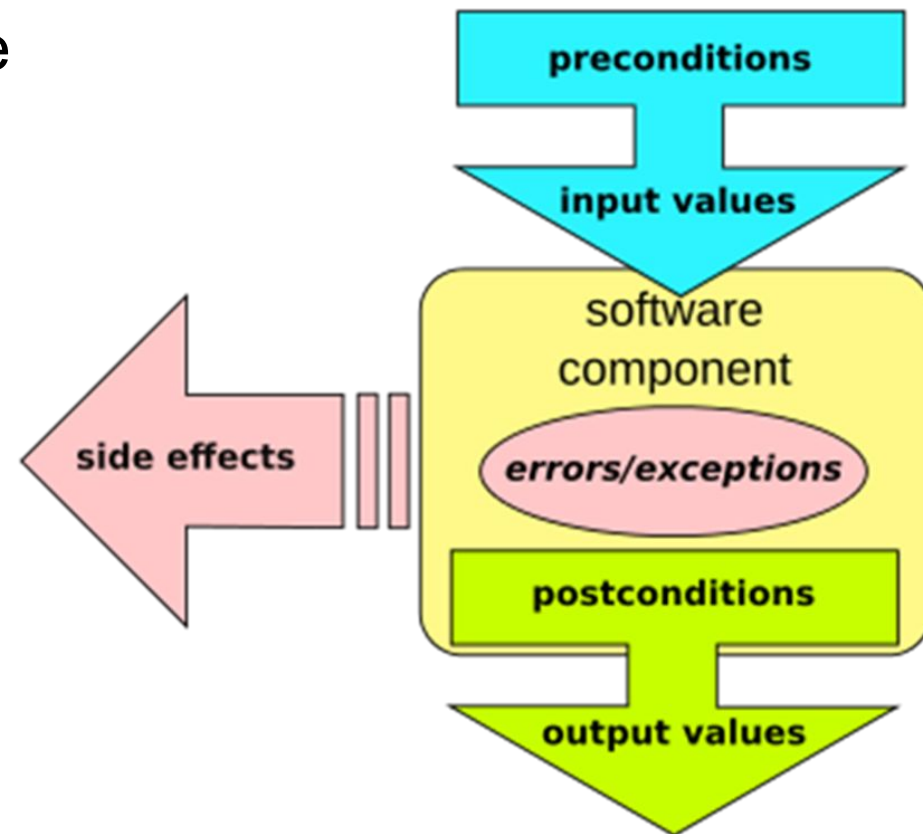 e
preconditions
input values
software
component
side effects
errors/exceptions
postconditions
output values